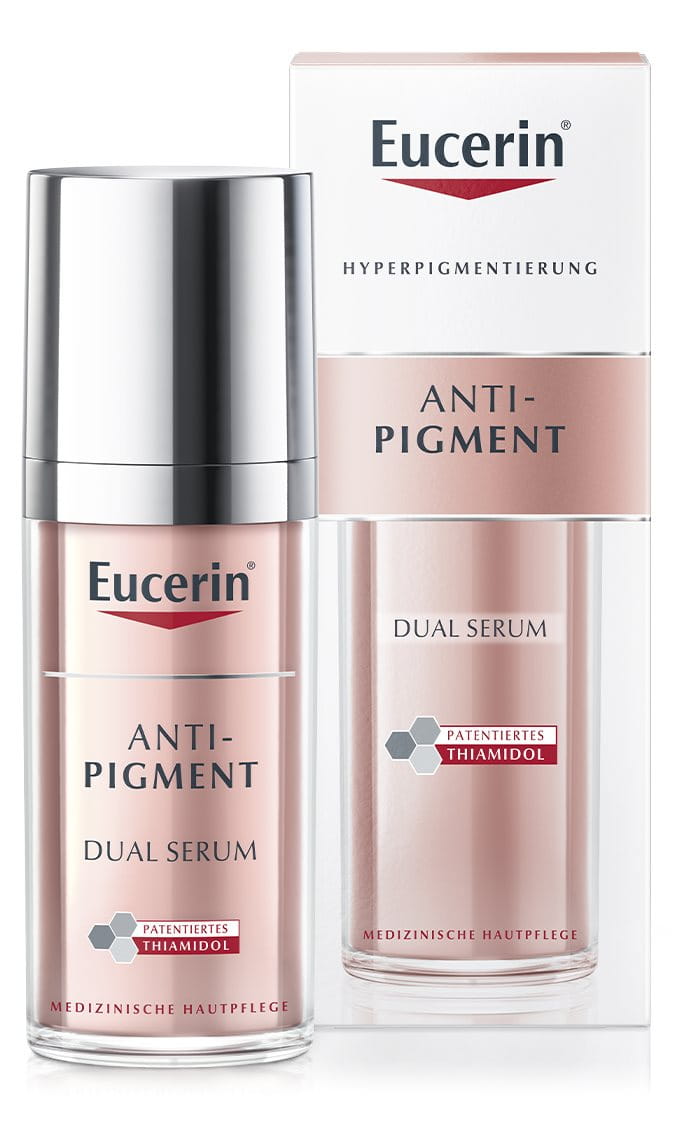 Eucerin®
HYPERPIGMENTIERUNG
ANTI-
PIGMENT
DUAL SERUM
PATENTIERTES
THIAMIDOL
MEDIZINISCHE HAUTPFLEGE
Eucerin®
ANTI-
PIGMENT
DUAL SERUM
PATENTIERTES
THIAMIDOL
MEDIZINISCHE HAUTPFLEGE